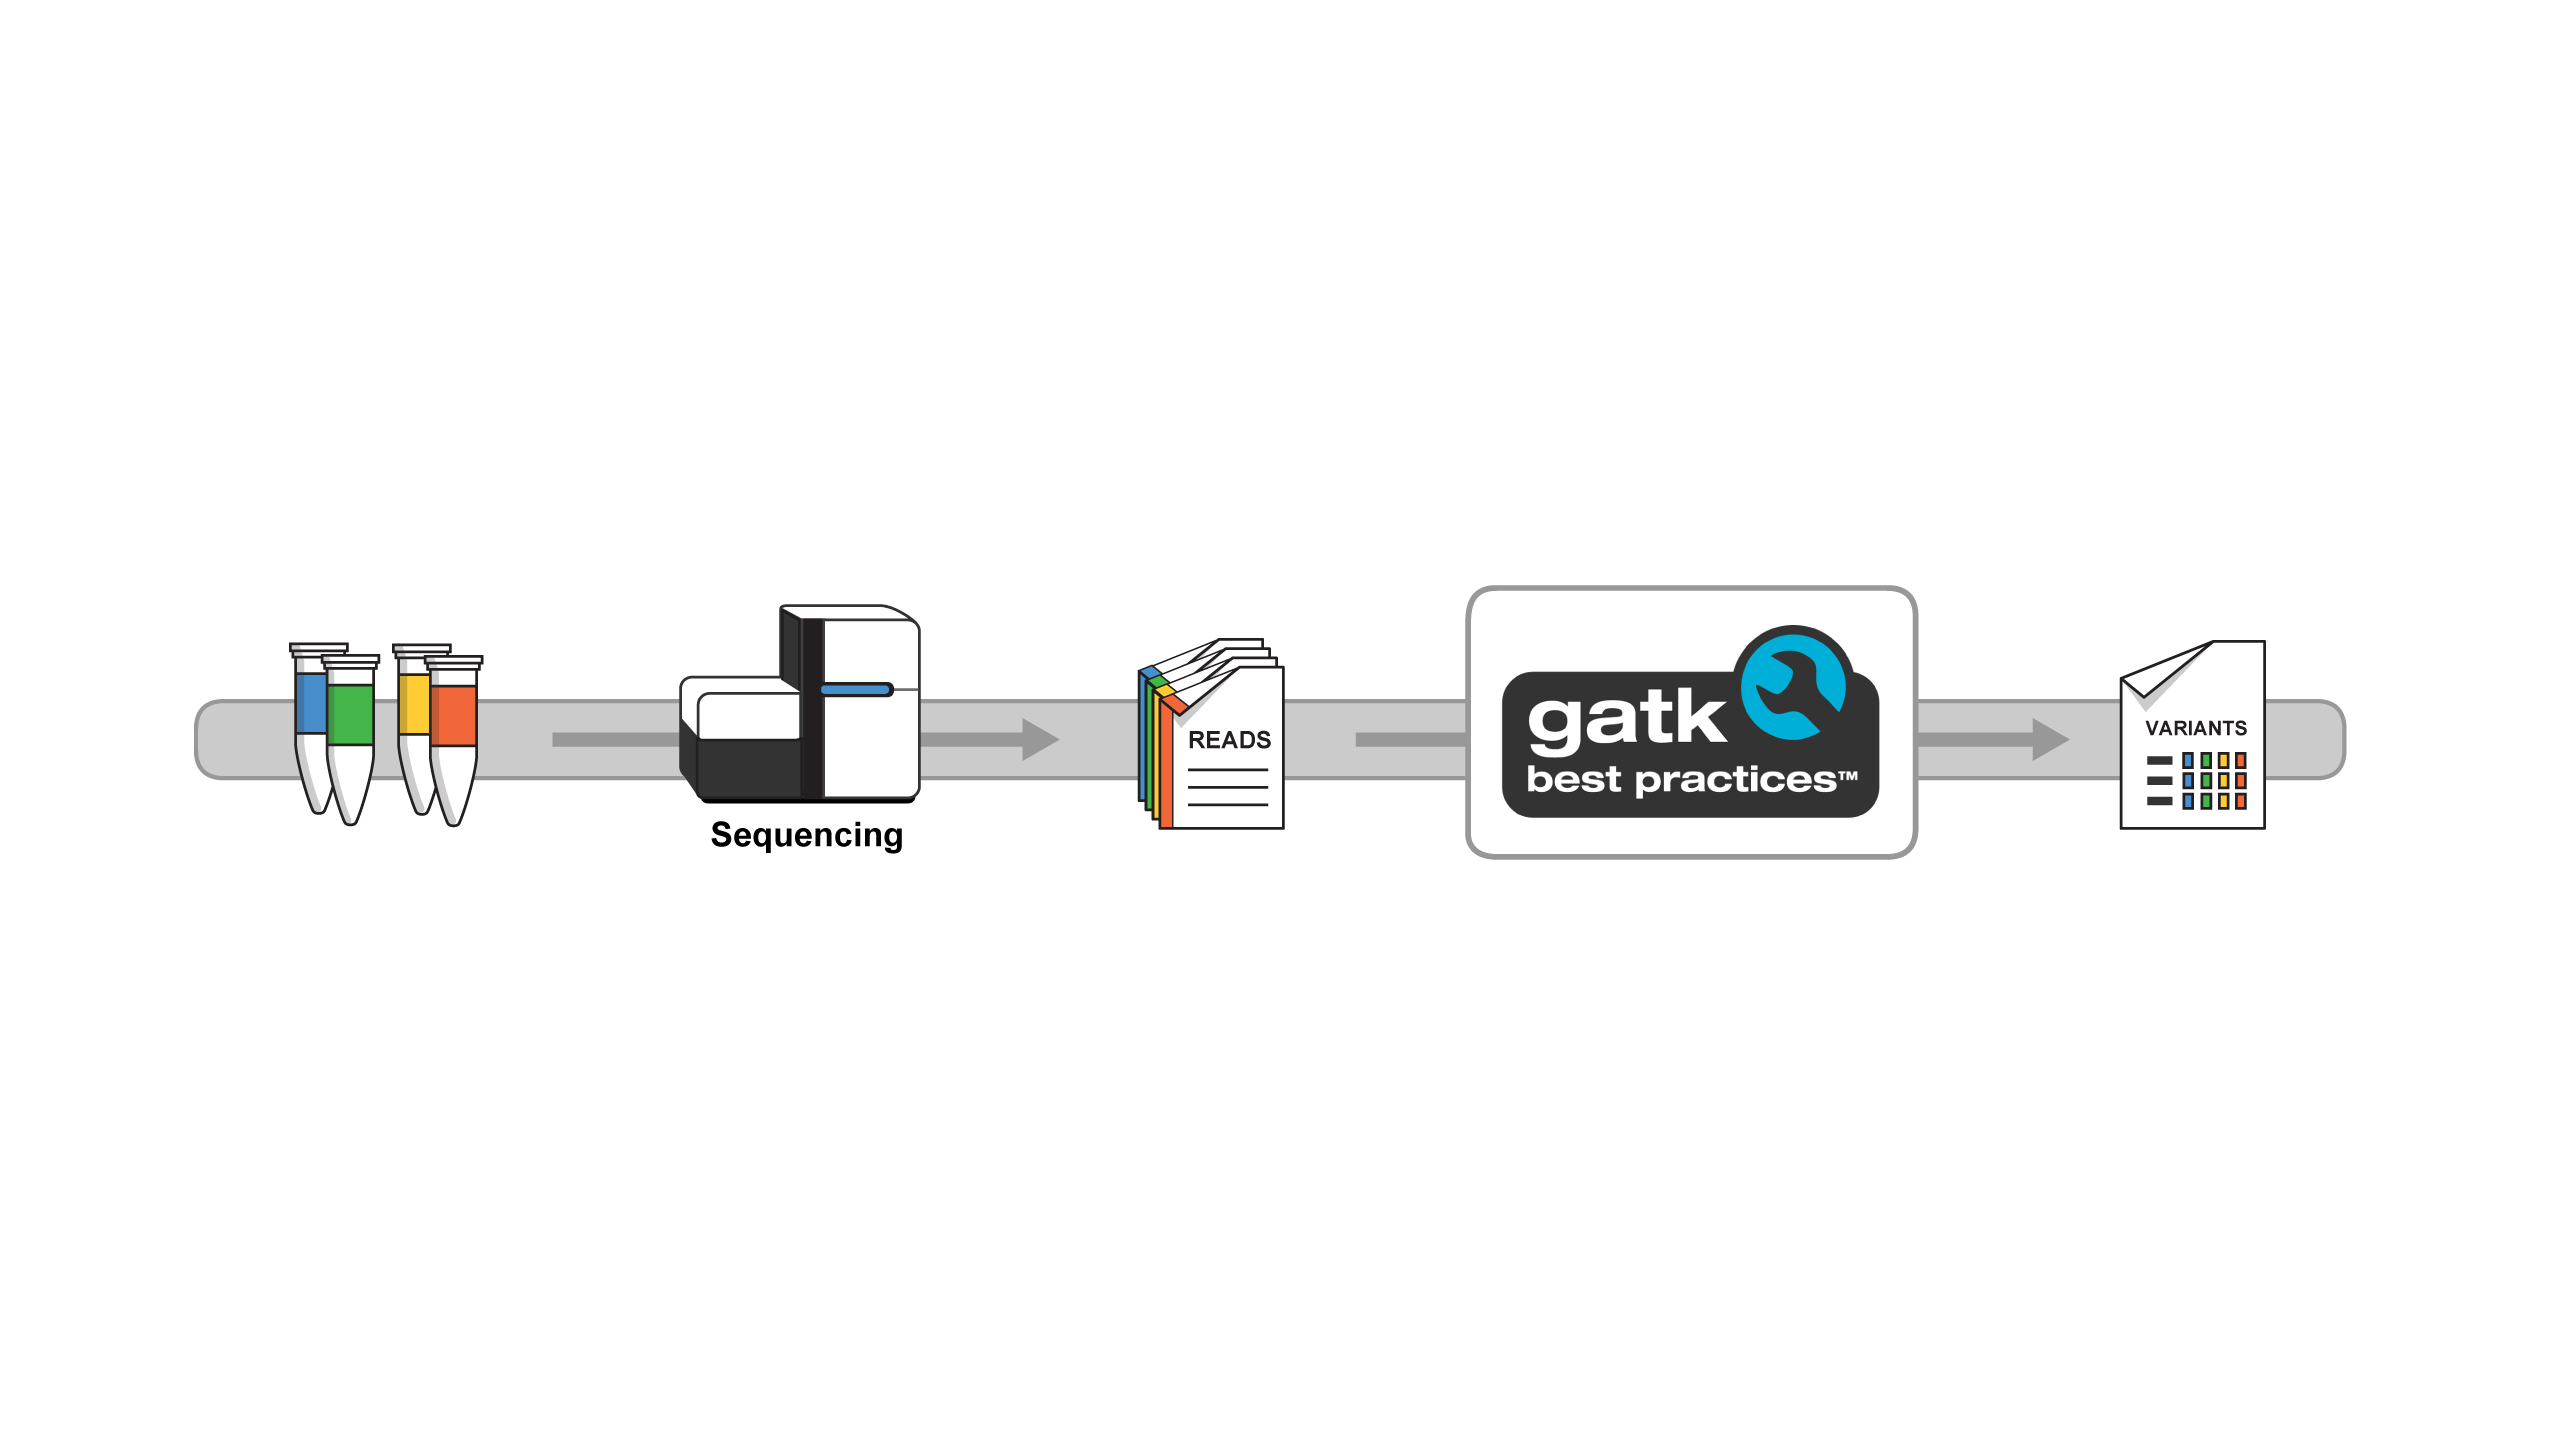 Sequencing
READS
gatk
best practices™
VARIANTS